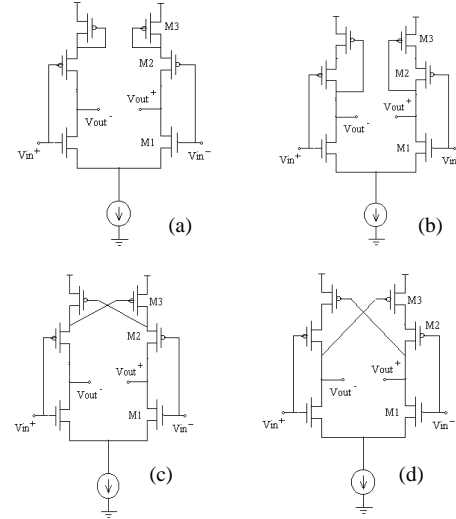 M3
M2
Vout - Vout +
M1
Vin+ Vin-
(a)
M3
M2
Vout - Vout +
M1
Vin+ Vin-
(b)
M3
M2
Vout - Vout +
M1
Vin+ Vin-
(c)
M3
M2
Vout - Vout +
M1
Vin+ Vin-
(d)